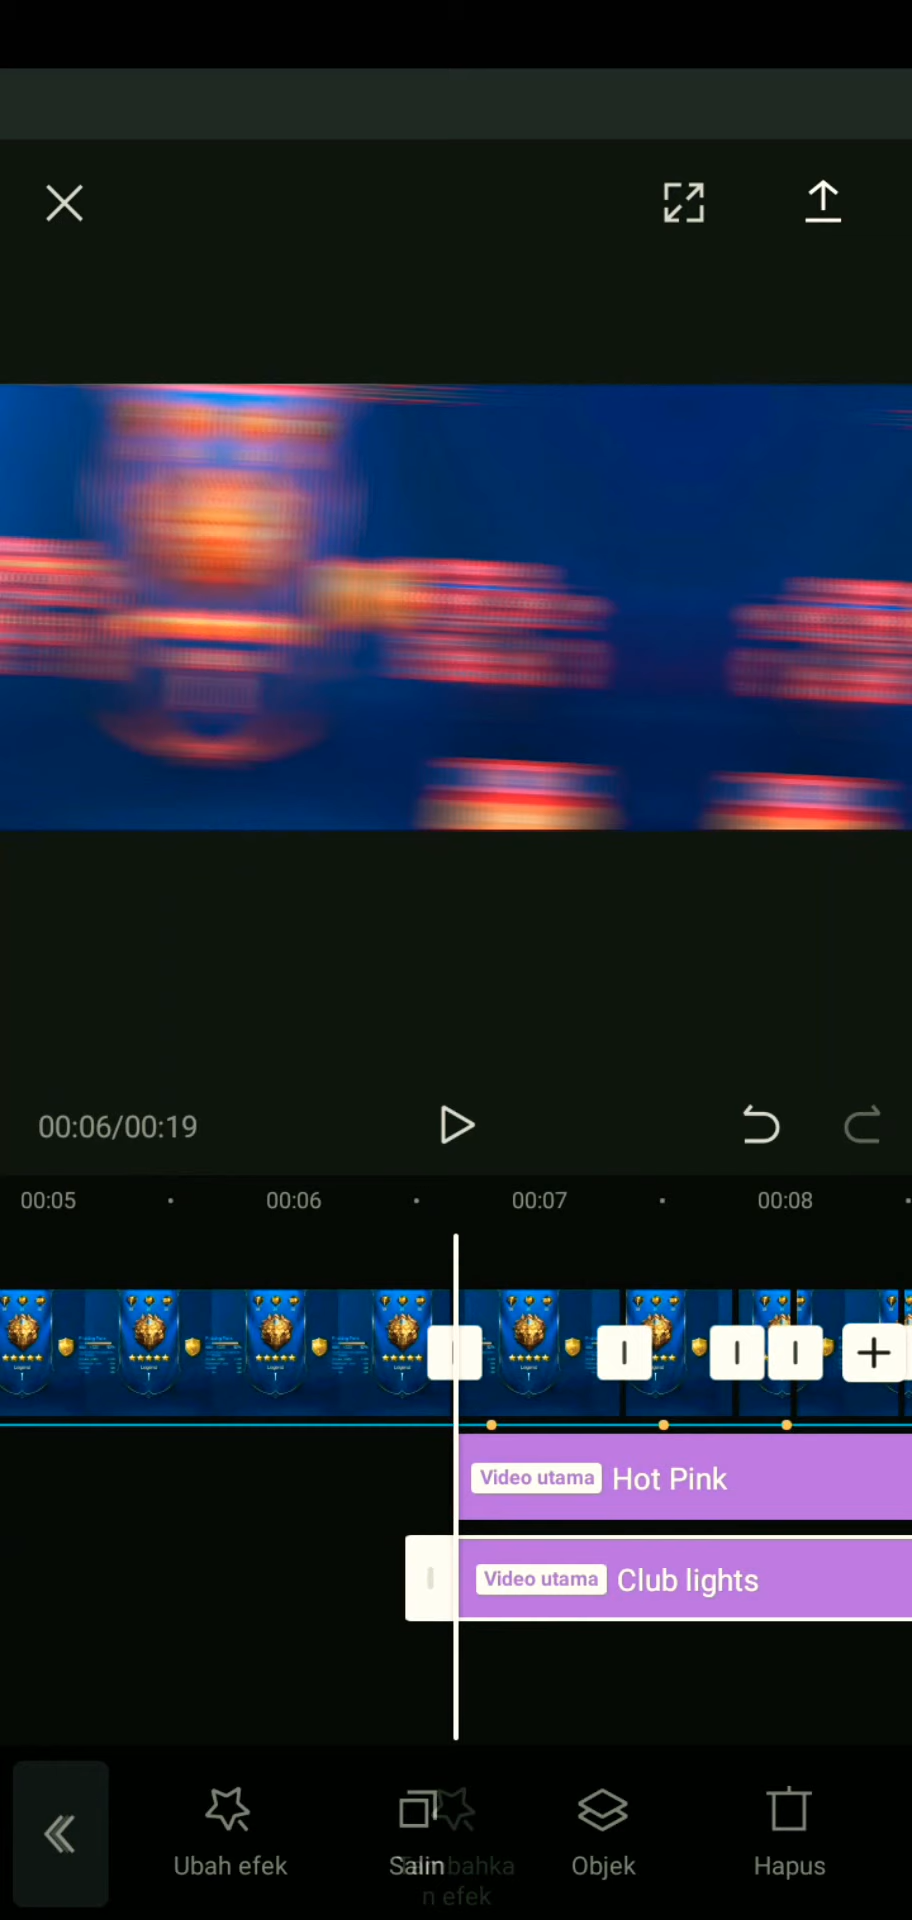 00:06/00:19
00:05
00:06
00:07
00:08
Video utama Hot Pink
Video utama Club lights
Ubah efek
Salin
Tambahka
n efek
Objek
Hapus